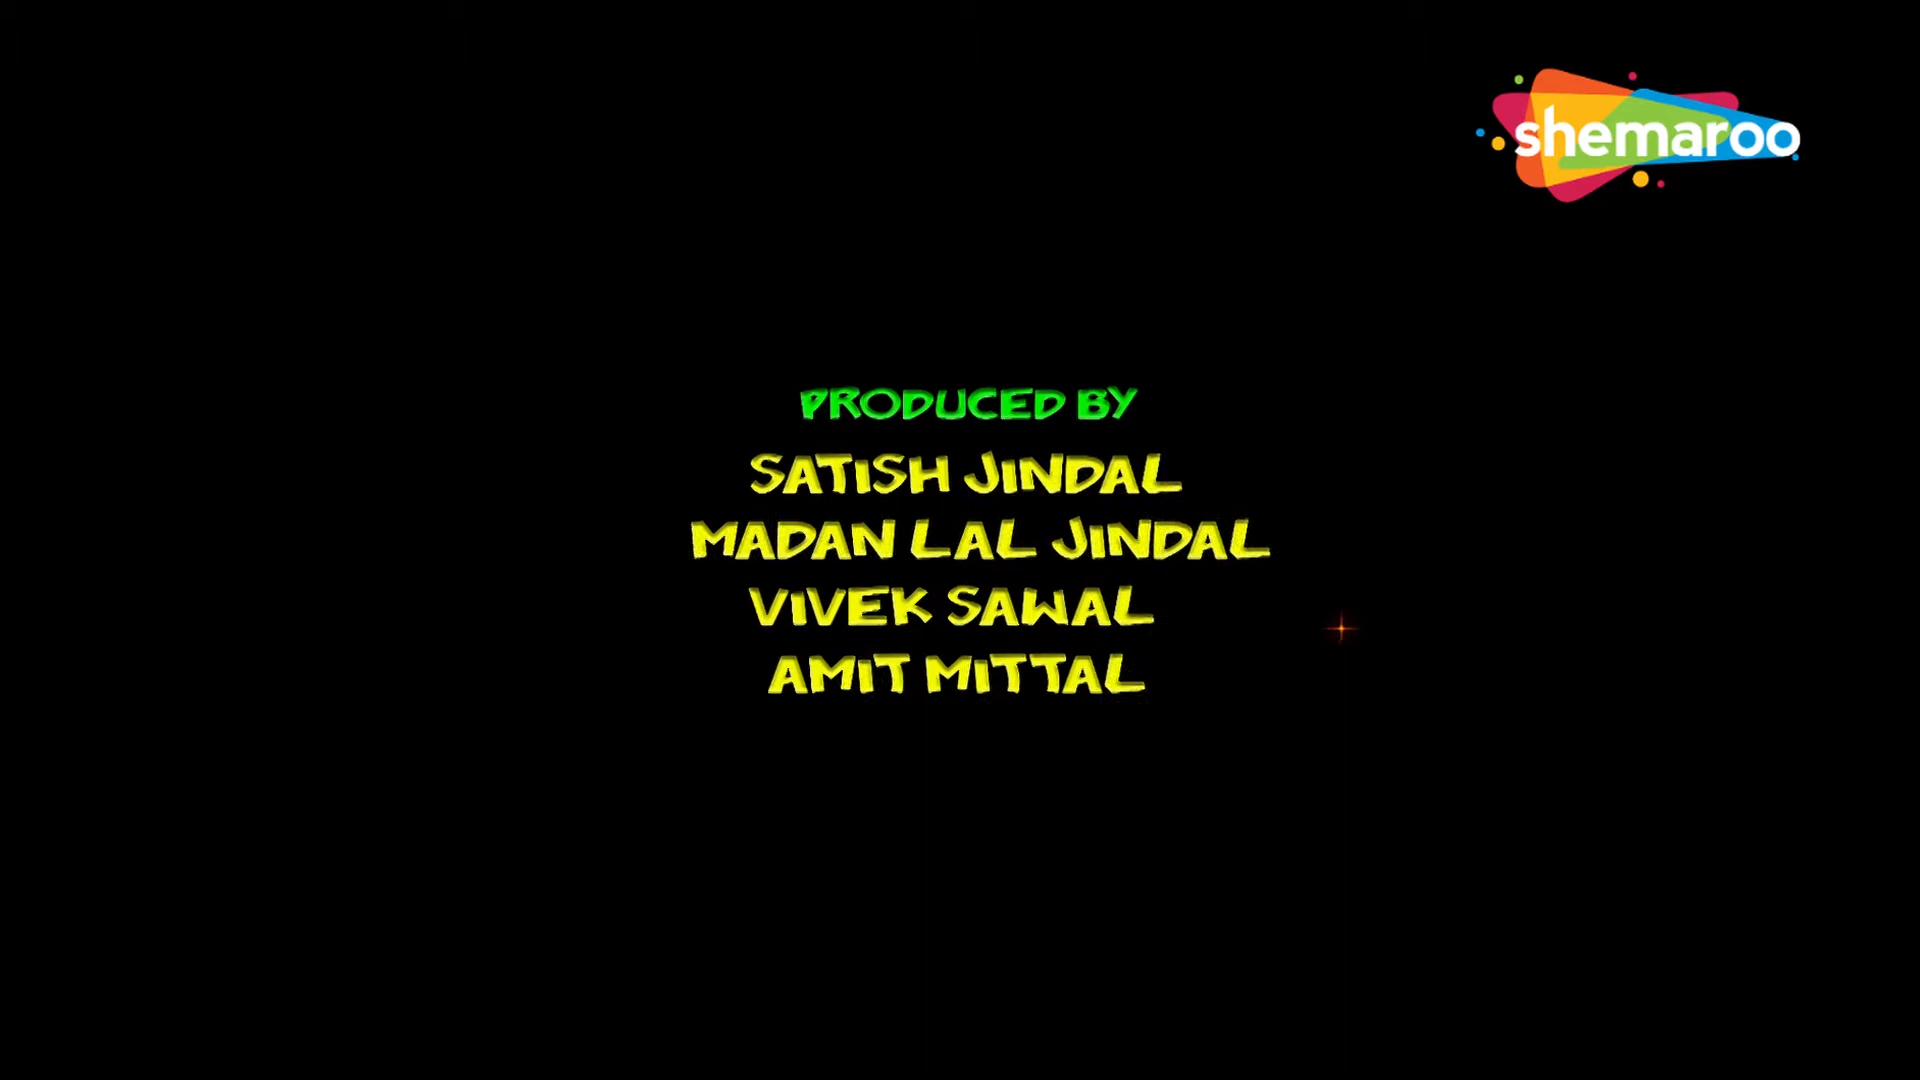 shemaroo
PRODUCED BY
SATISH JINDAL
MADAN LAL JINDAL
VIVEK SAWAL
AMIT MITTAL